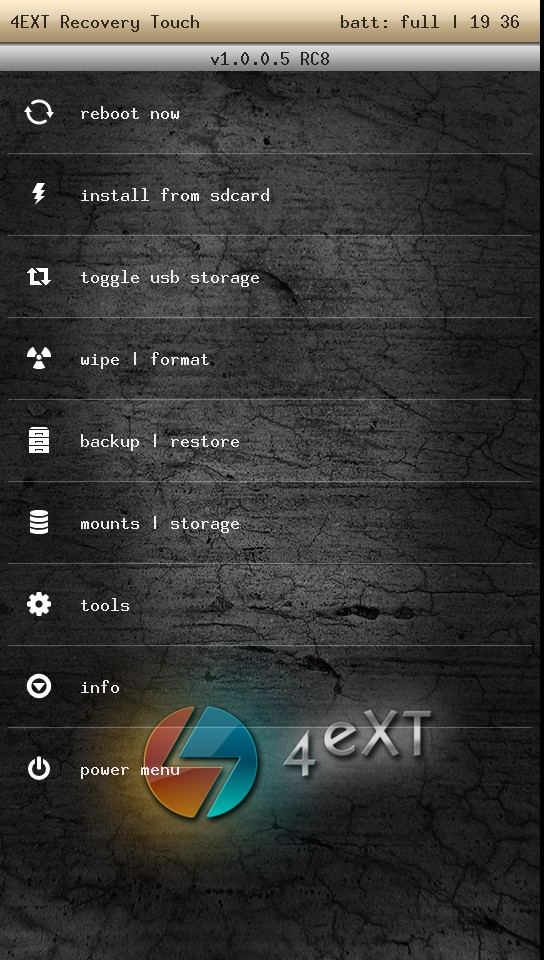 4EXT Recovery Touch batt: full | 19 36
v1.0.0.5 RC8
reboot now
install from sdcard
toggle usb storage
wipe | format
backup | restore
mounts | storage
tools
info
4eXT
power menu